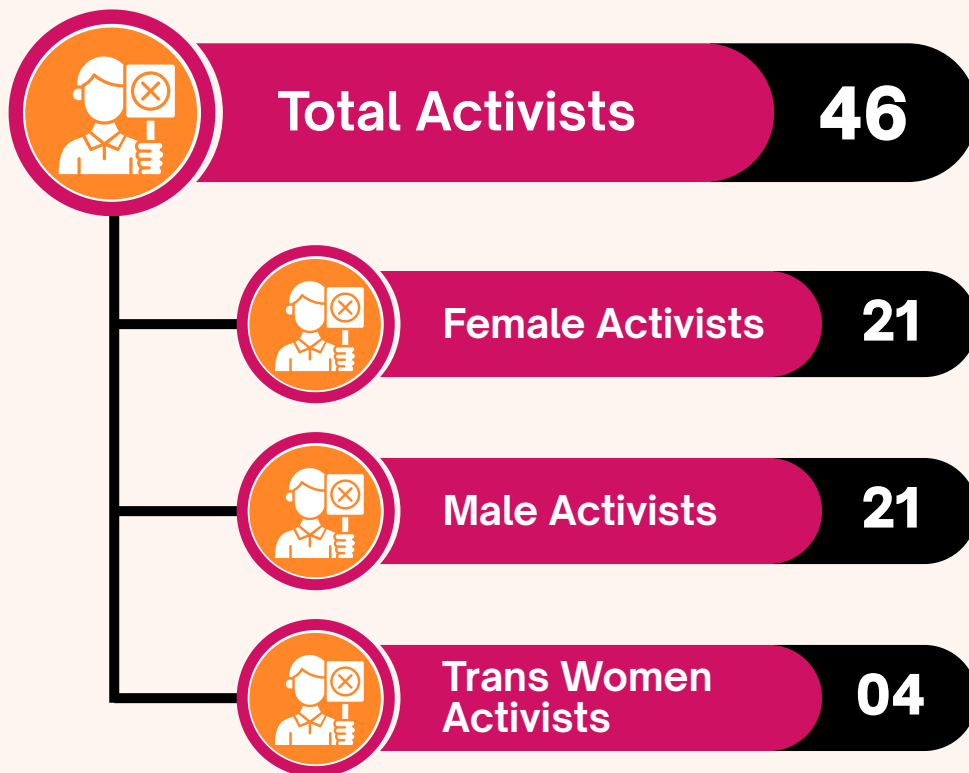 Total Activists 46
Female Activists 21
Male Activists 21
Trans Women
Activists 04